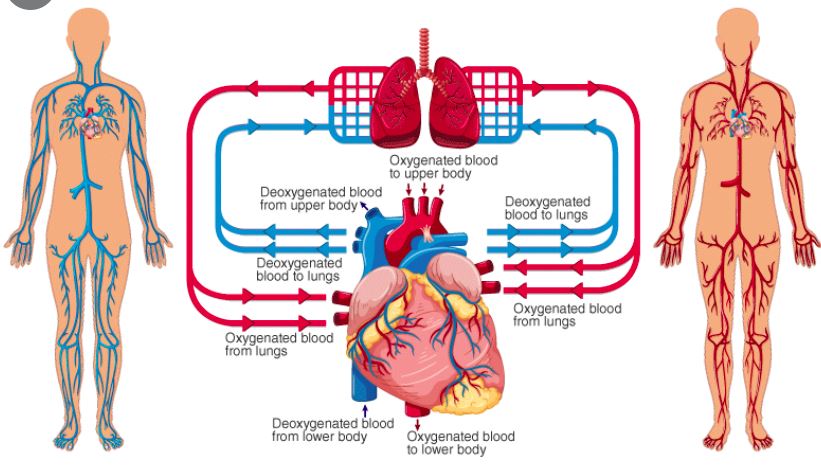 Oxygenated blood
to upper body
Deoxygenated blood
from upper body
Deoxygenated
blood to lungs
Deoxygenated
blood to lungs
Oxygenated blood
from lungs
Oxygenated blood
from lungs
Deoxygenated blood
from lower body
Oxygenated blood
to lower body